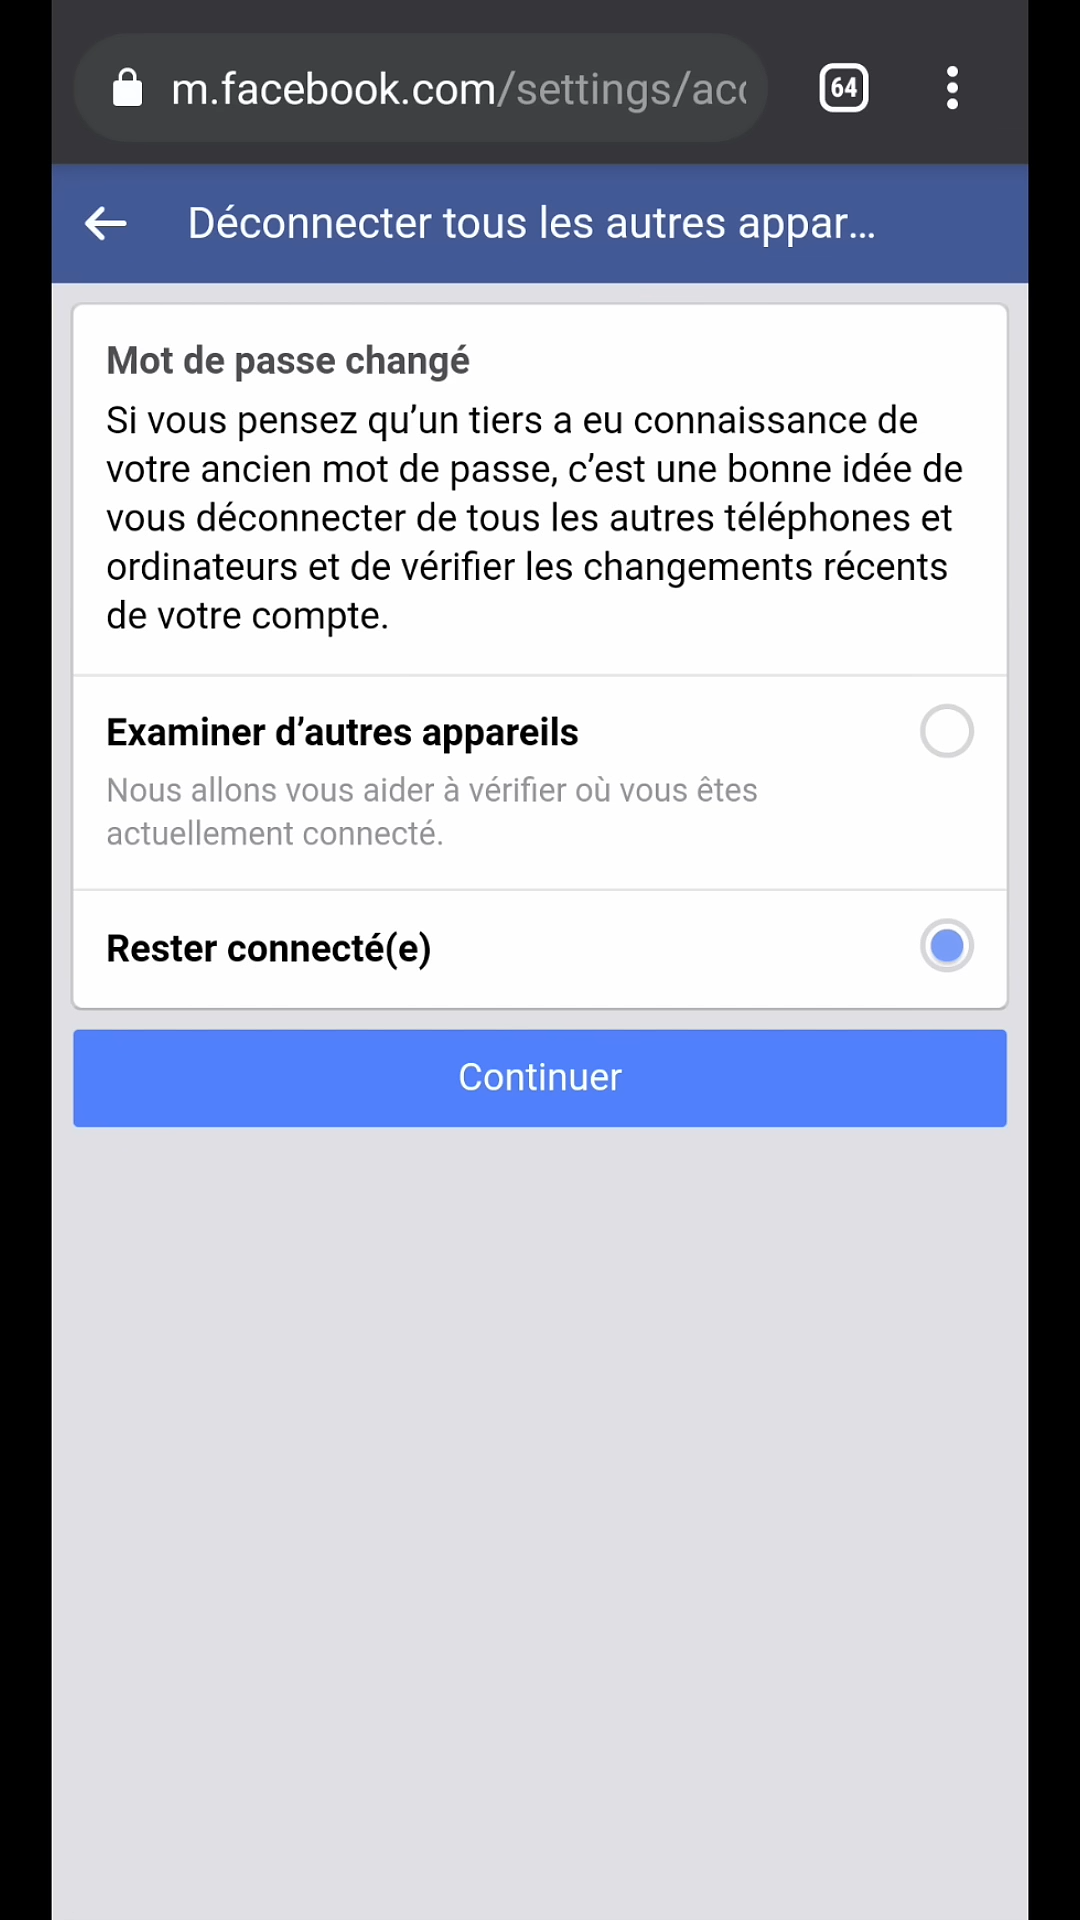 m.facebook.com/settings/acc
64
Déconnecter tous les autres appar...
Mot de passe changé
Si vous pensez qu’un tiers a eu connaissance de
votre ancien mot de passe, c’est une bonne idée de
vous déconnecter de tous les autres téléphones et
ordinateurs et de vérifier les changements récents
de votre compte.
Examiner d’autres appareils
Nous allons vous aider à vérifier où vous êtes
actuellement connecté.
Rester connecté(e)
Continuer